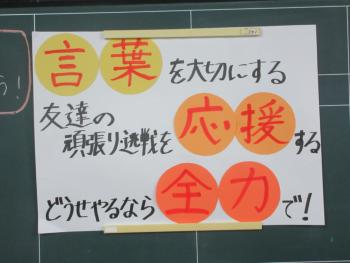 言葉を大切にする
友達の
頑張り挑戦を応援する
どうせやるなら全力で!
う!